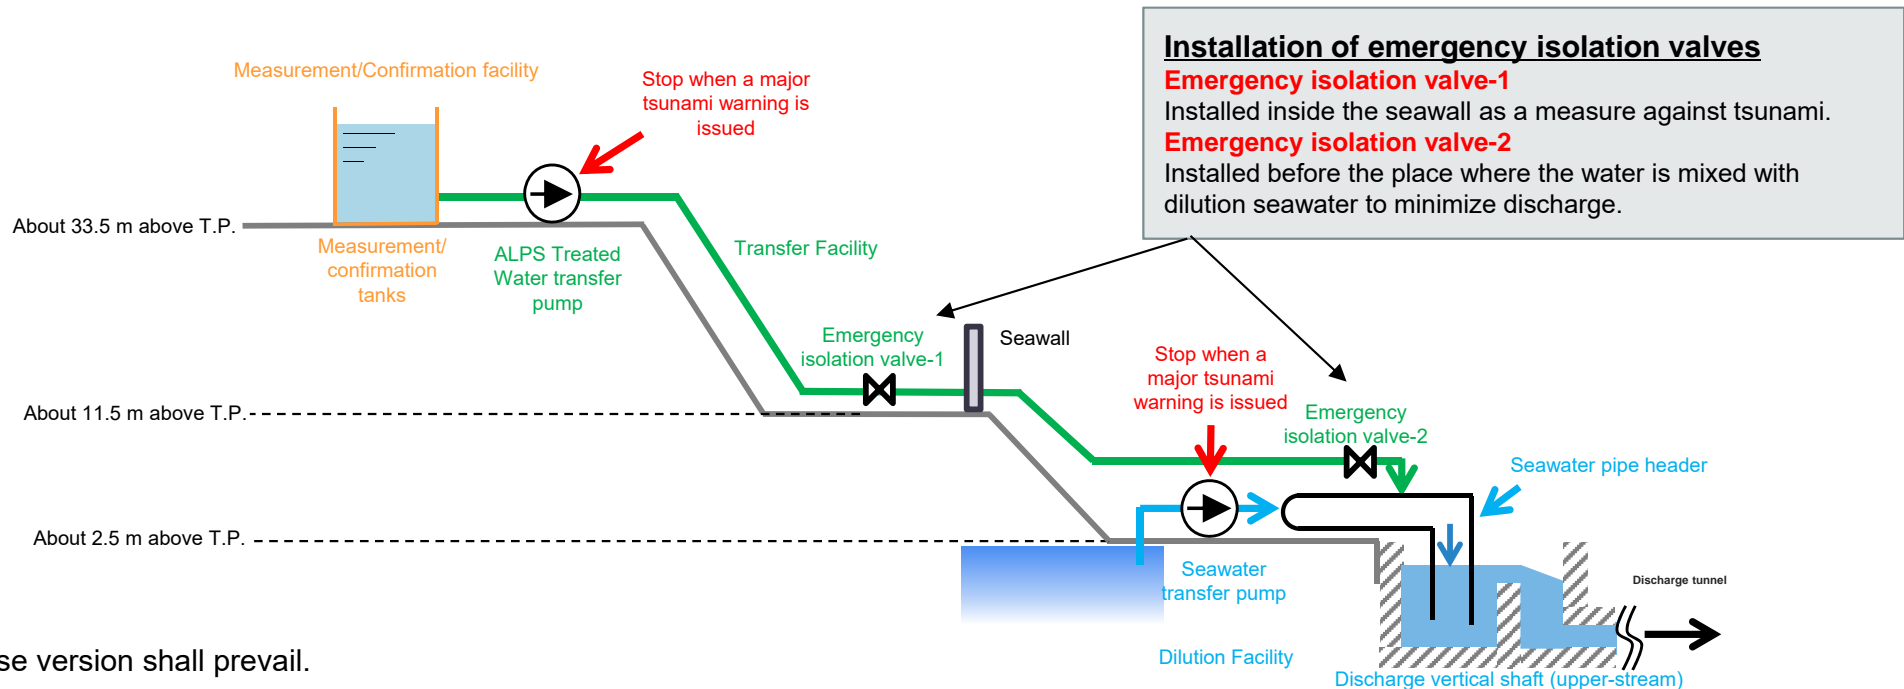 Installation of emergency isolation valves
Emergency isolation valve-1
Installed inside the seawall as a measure against tsunami.
Emergency isolation valve-2
Installed before the place where the water is mixed with
dilution seawater to minimize discharge.
Measurement/Confirmation facility
Stop when a major
tsunami warning is
issued
About 33.5 m above T.P.
Measurement/
confirmation
tanks
ALPS Treated
Water transfer
pump
Transfer Facility
Emergency
isolation valve-1
Seawall
Stop when a
major tsunami
warning is issued
About 11.5 m above T.P.
Emergency
isolation valve-2
Seawater pipe header
About 2.5 m above T.P.
Seawater
transfer pump
Discharge tunnel
Dilution Facility
Discharge vertical shaft (upper-stream)
se version shall prevail.